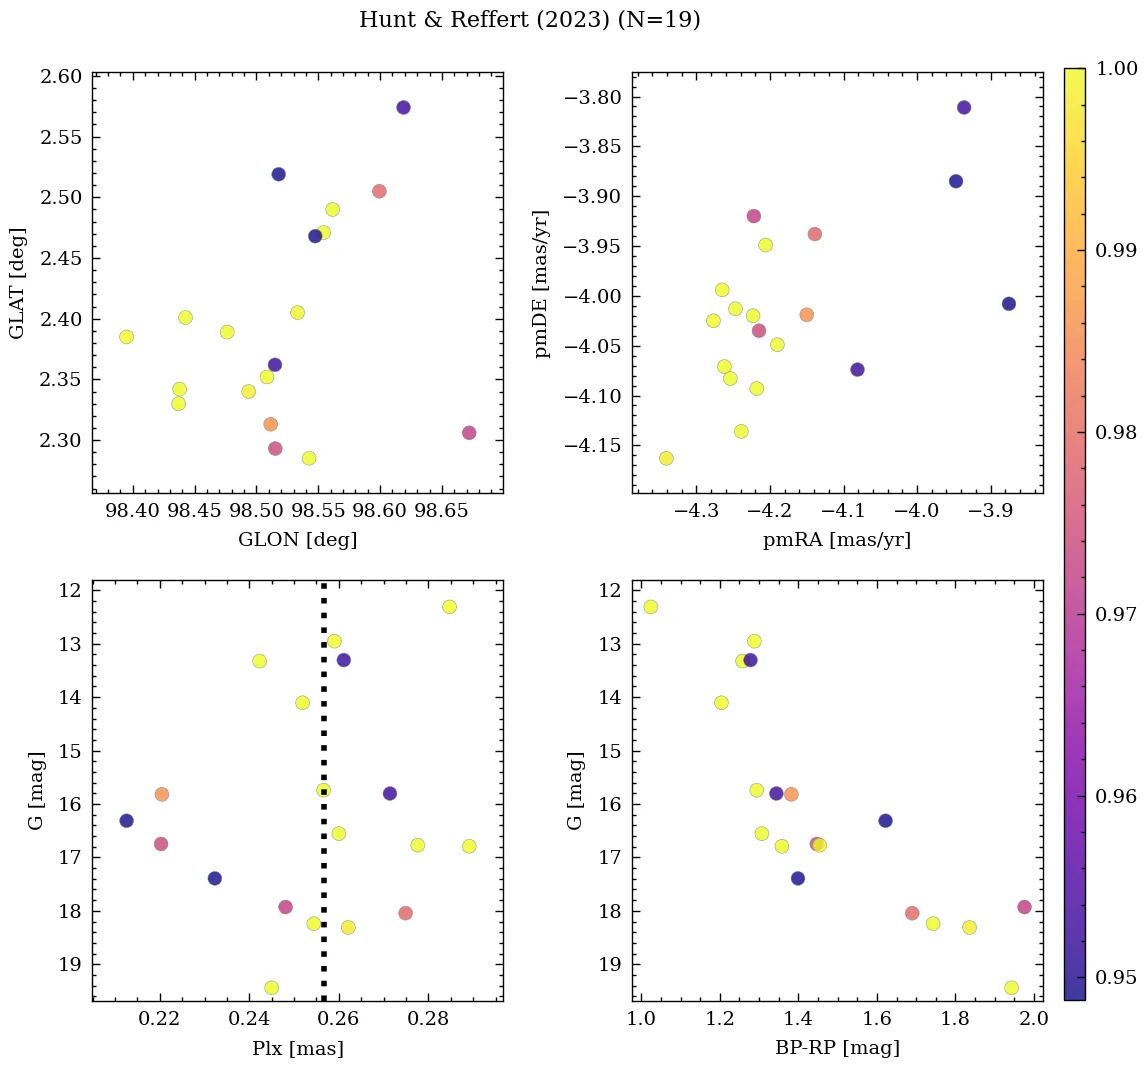 Hunt & Reffert (2023) (N=19)
2.60
2.55
2.50
2.45
2.40
2.35
2.30
GLAT [deg]
98.40 98.45 98.50 98.55 98.60 98.65
GLON [deg]
−3.80
−3.85
−3.90
−3.95
−4.00
−4.05
−4.10
−4.15
pmDE [mas/yr]
−4.3 −4.2 −4.1 −4.0 −3.9
pmRA [mas/yr]
12
13
14
15
16
17
18
19
G [mag]
0.22 0.24 0.26 0.28
Plx [mas]
12
13
14
15
16
17
18
19
G [mag]
1.0 1.2 1.4 1.6 1.8 2.0
BP-RP [mag]
1.00
0.99
0.98
0.97
0.96
0.95